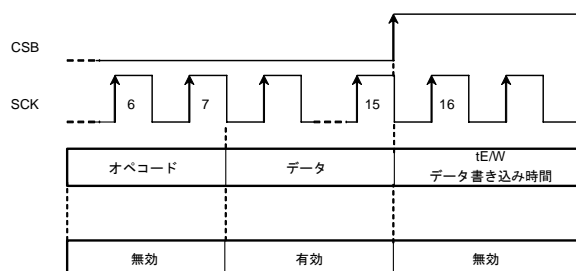 CSB
SCK
6 7 15 16
オペコード データ tE/W
データ書き込み時間
無効 有効 無効